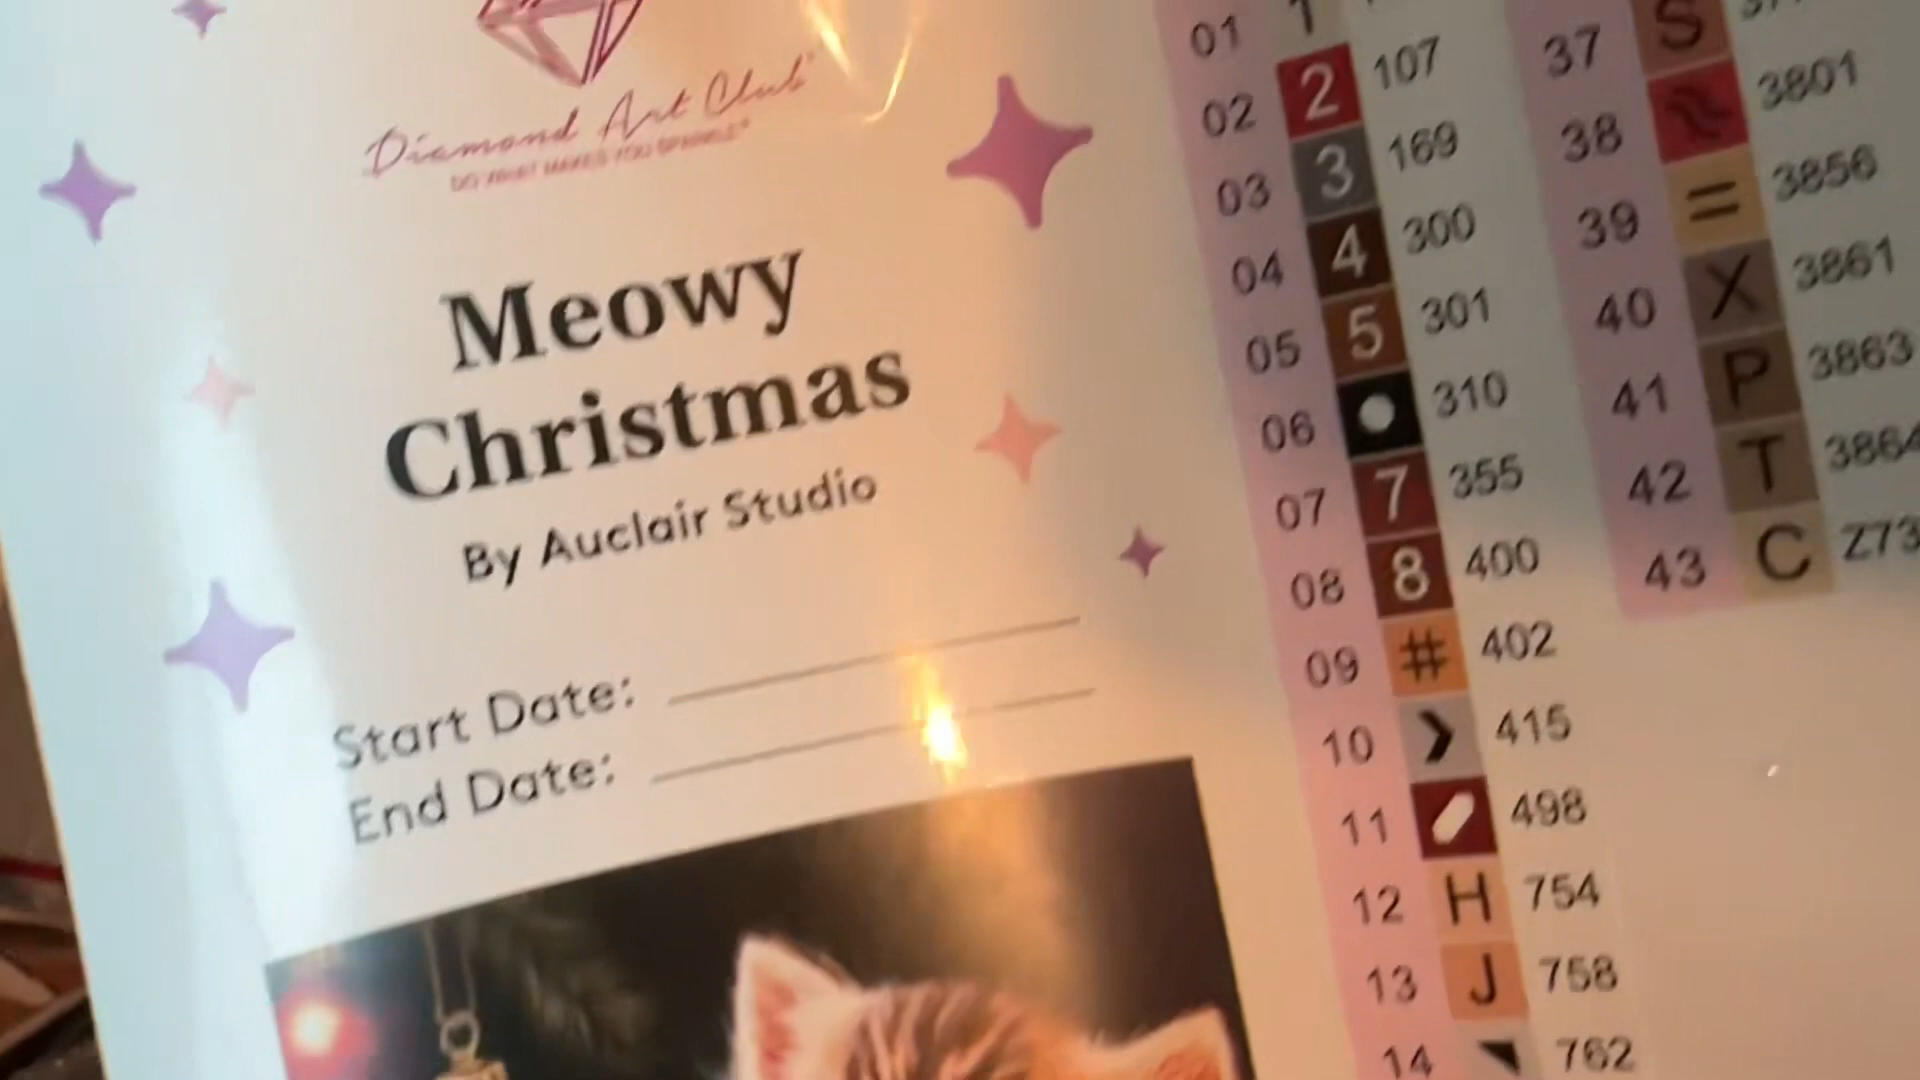 Diamond Art Club
DO WHAT MAKES YOU SPARKLE
Meowy
Christmas
By Auclair Studio
Start Date:
End Date:
01 1
02 2 107
03 3 169
04 4 300
05 5 301
06 310
07 7 355
08 8 400
09 # 402
10 415
11 498
12 H 754
13 J 758
14 762
37 S
38 3801
39 = 3856
40 X 3861
41 P 3863
42 T 3864
43 C Z73